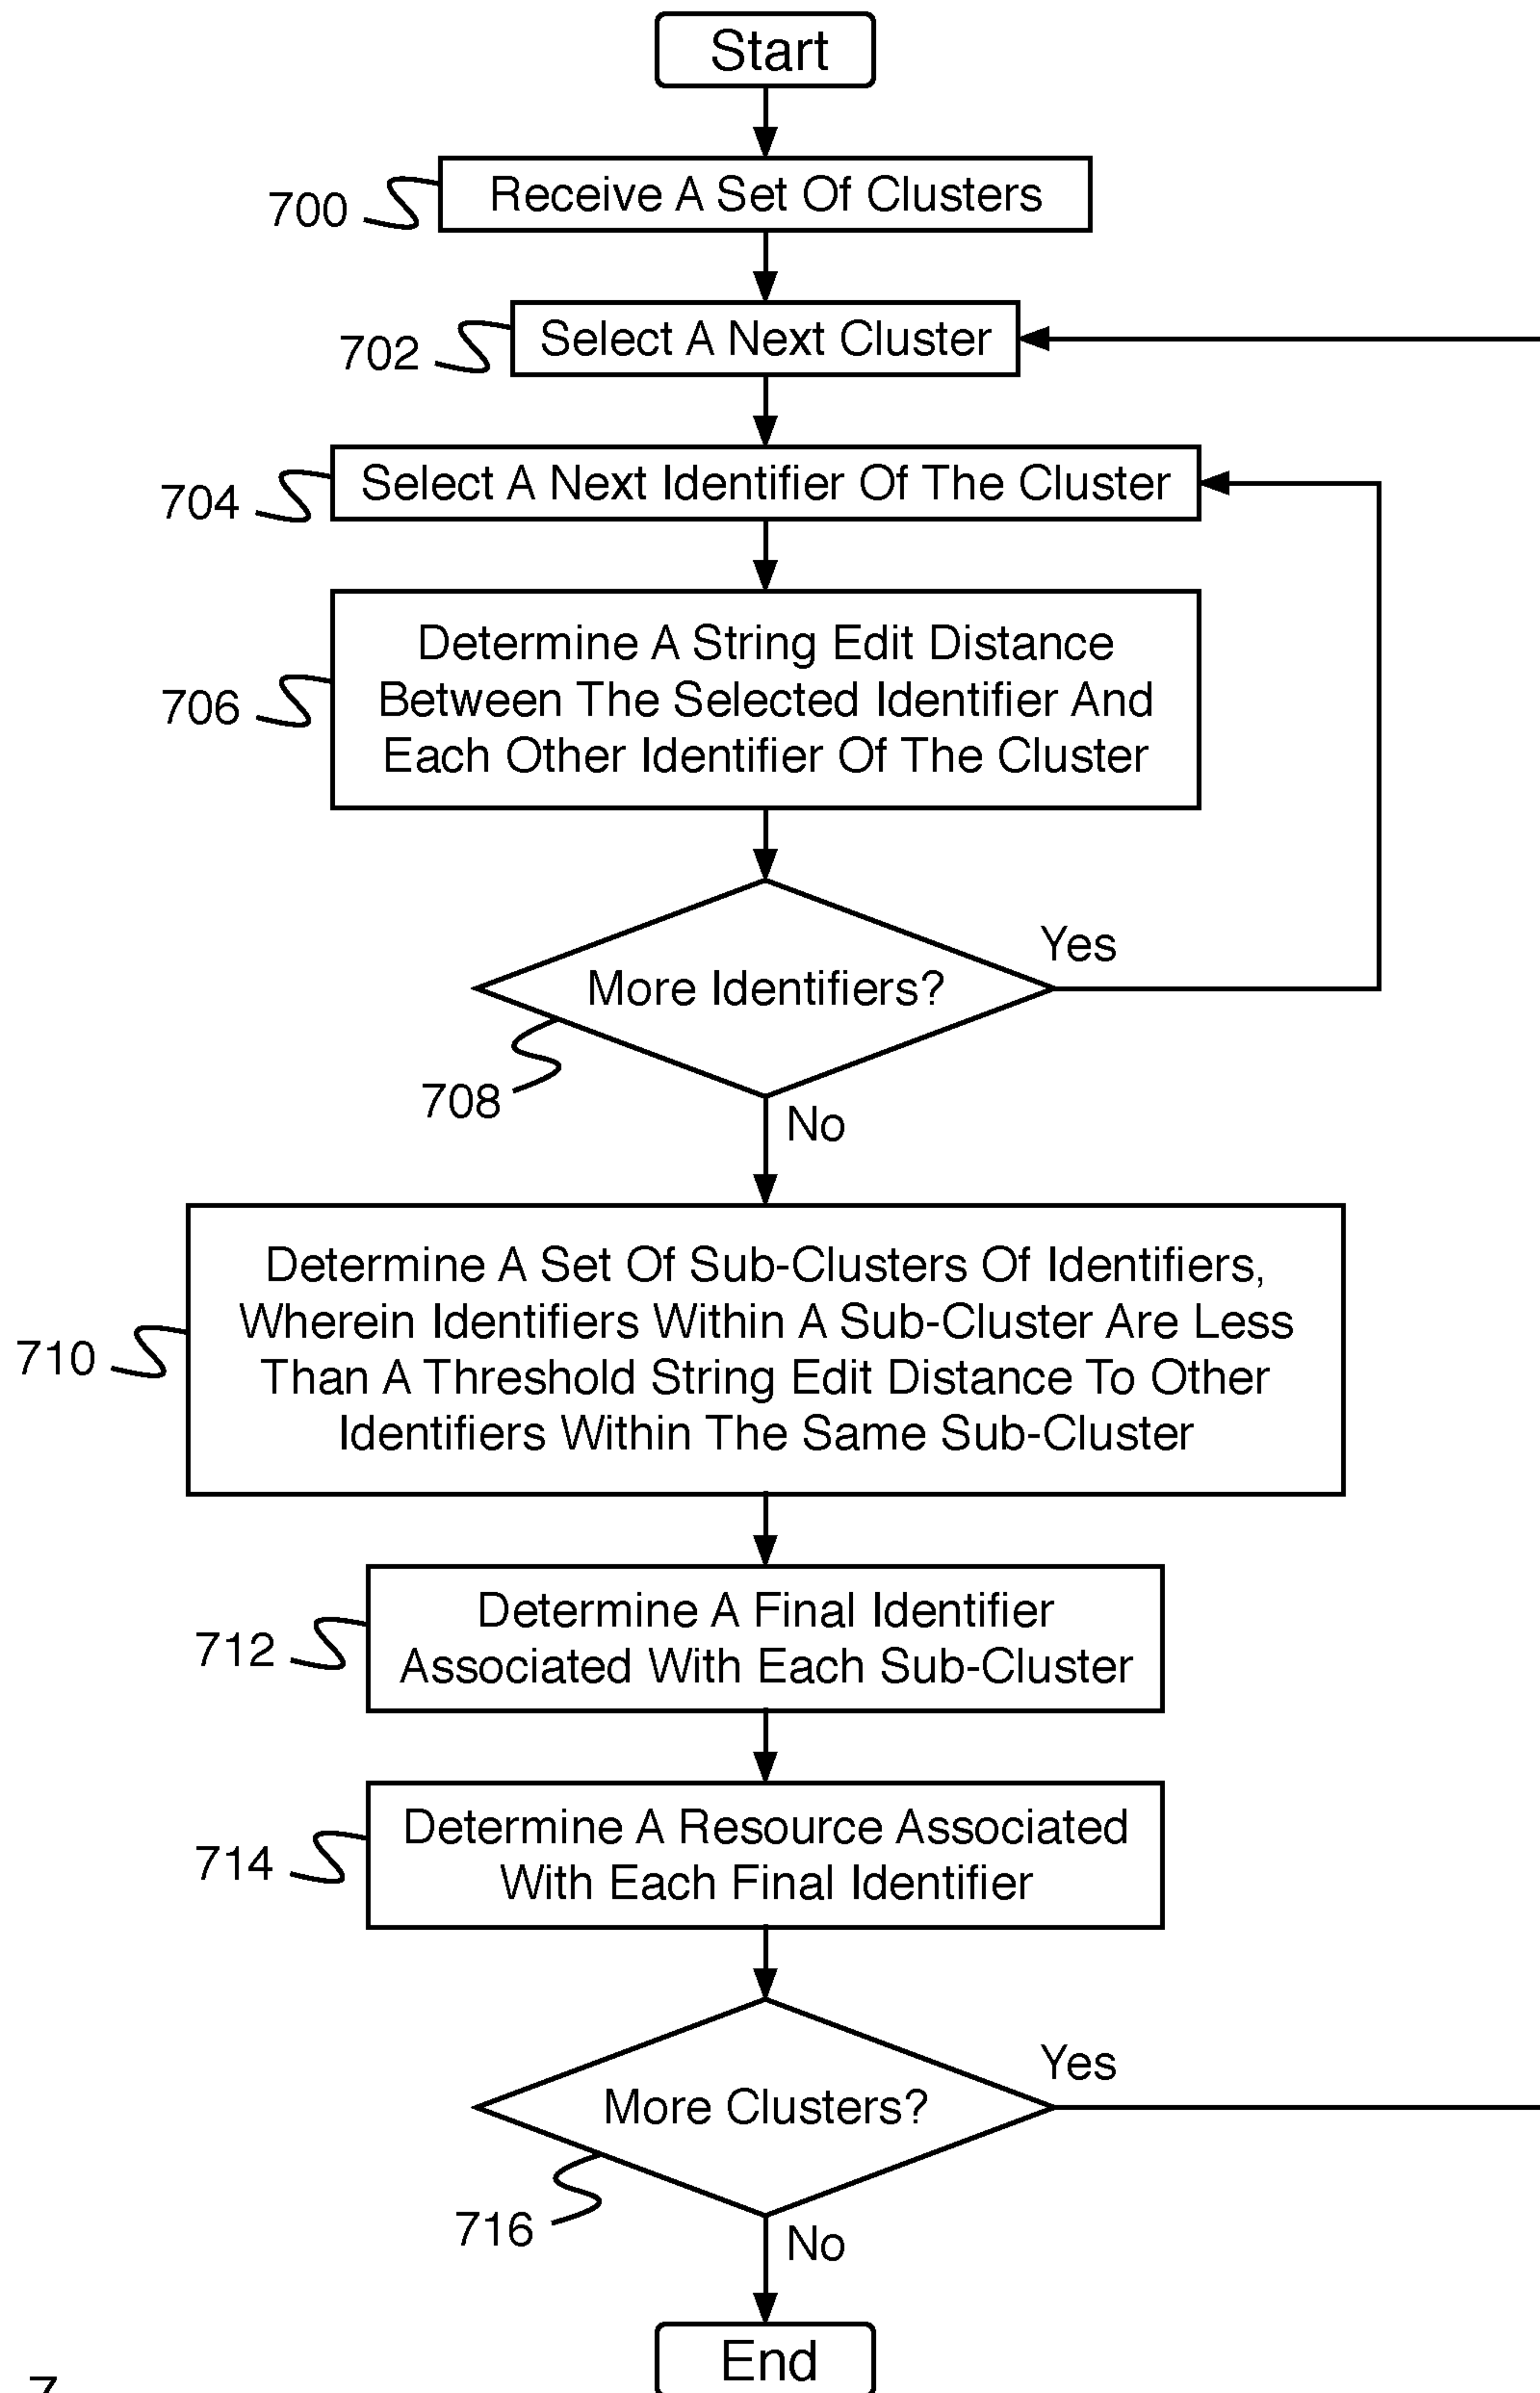 Start
700
Receive A Set Of Clusters
702
Select A Next Cluster
704
Select A Next Identifier Of The Cluster
706
Determine A String Edit Distance
Between The Selected Identifier And
Each Other Identifier Of The Cluster
More Identifiers?
Yes
708
No
710
Determine A Set Of Sub-Clusters Of Identifiers,
Wherein Identifiers Within A Sub-Cluster Are Less
Than A Threshold String Edit Distance To Other
Identifiers Within The Same Sub-Cluster
712
Determine A Final Identifier
Associated With Each Sub-Cluster
714
Determine A Resource Associated
With Each Final Identifier
More Clusters?
Yes
716
No
End